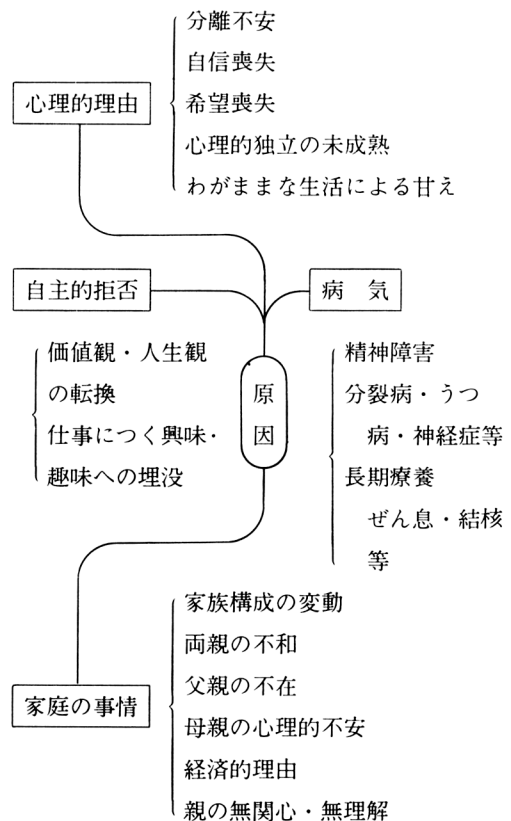 心理的理由
分離不安
自信喪失
希望喪失
心理的独立の未成熟
わがままな生活による甘え
自主的拒否
価値観・人生観
の転換
仕事につく興味・
趣味への埋没
病　気
精神障害
分裂病・うつ
病・神経症等
長期療養
ぜん息・結核
等
原
因
家庭の事情
家族構成の変動
両親の不和
父親の不在
母親の心理的不安
経済的理由
親の無関心・無理解